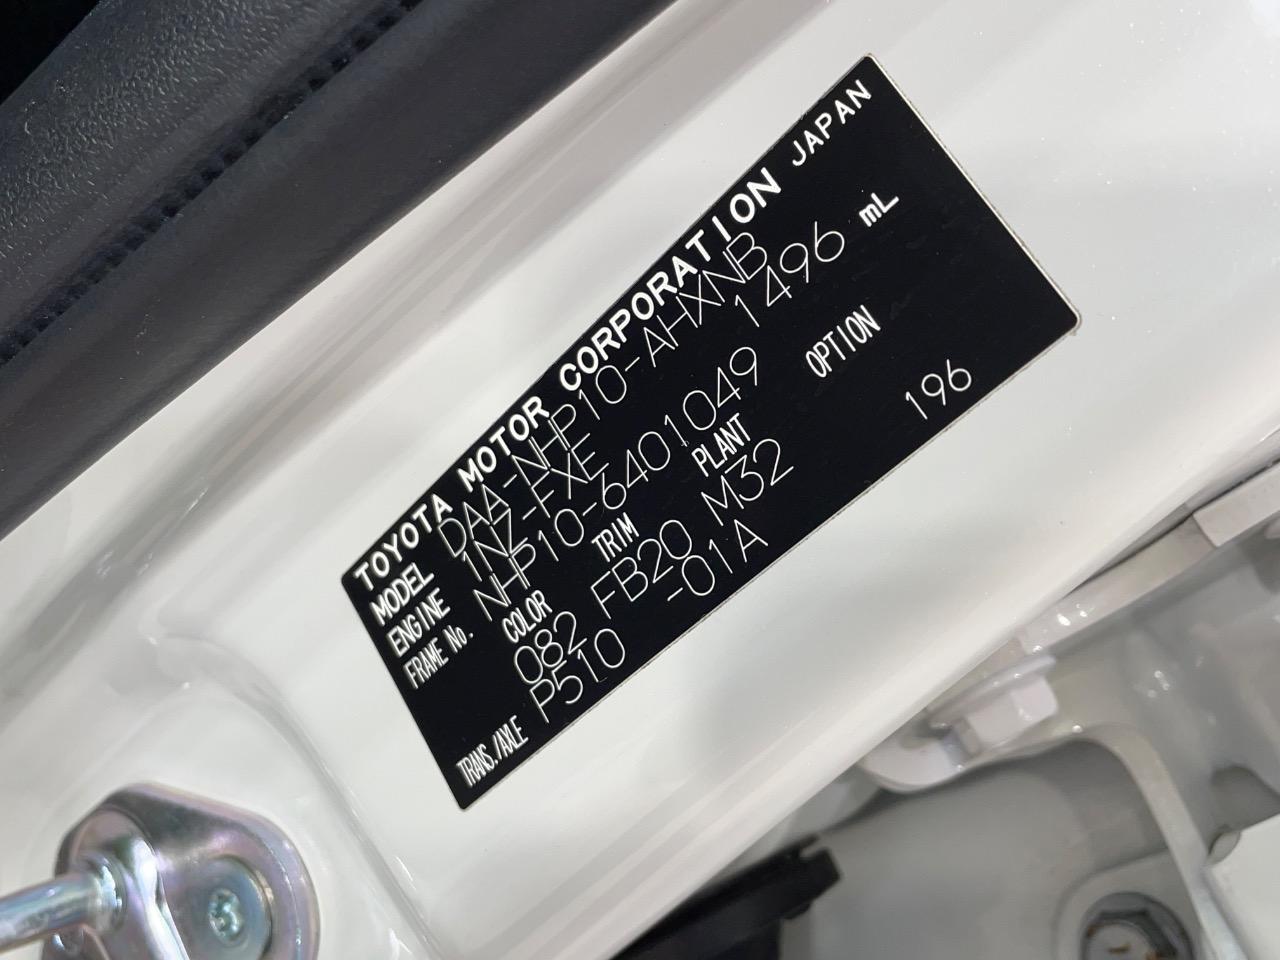 TOYOTA MOTOR CORPORATION JAPAN
MODEL DAA-NHP10-AHXNB
ENGINE 1NZ-FXE 1496 mL
FRAME No. NHP10-6401049
COLOR TRIM PLANT OPTION
082 FB20 M32 196
TRANS./AXLE P510 -01A